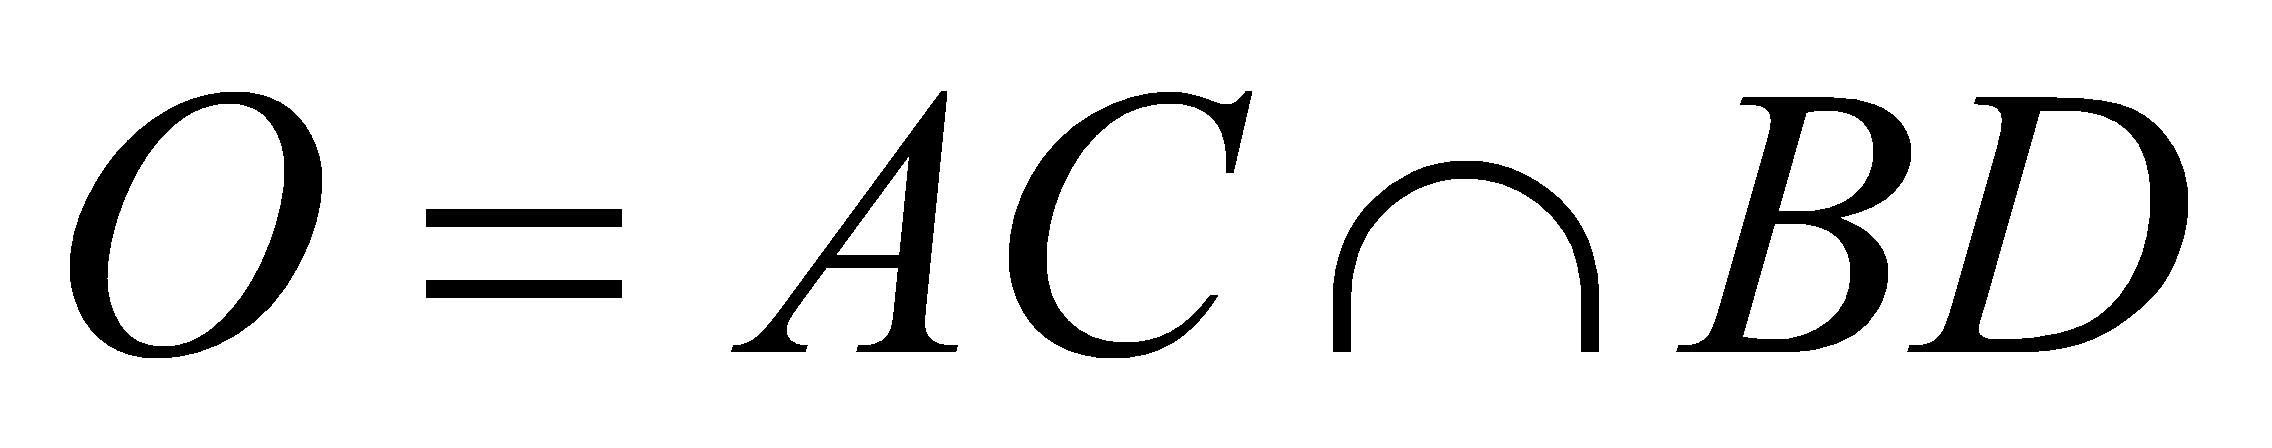 O = AC ∩ BD